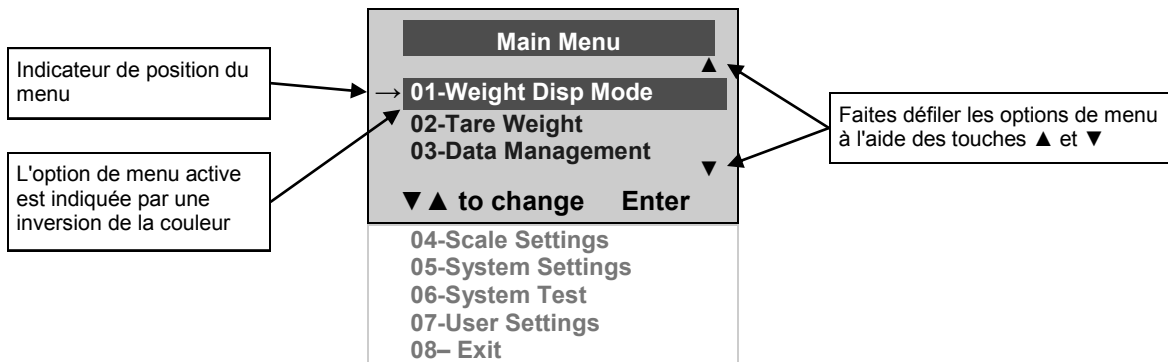 Main Menu
▲
Indicateur de position du
menu
→ 01-Weight Disp Mode
02-Tare Weight
03-Data Management
▼
▼▲ to change Enter
04-Scale Settings
05-System Settings
06-System Test
07-User Settings
08– Exit
L'option de menu active
est indiquée par une
inversion de la couleur
Faites défiler les options de menu
à l'aide des touches ▲ et ▼